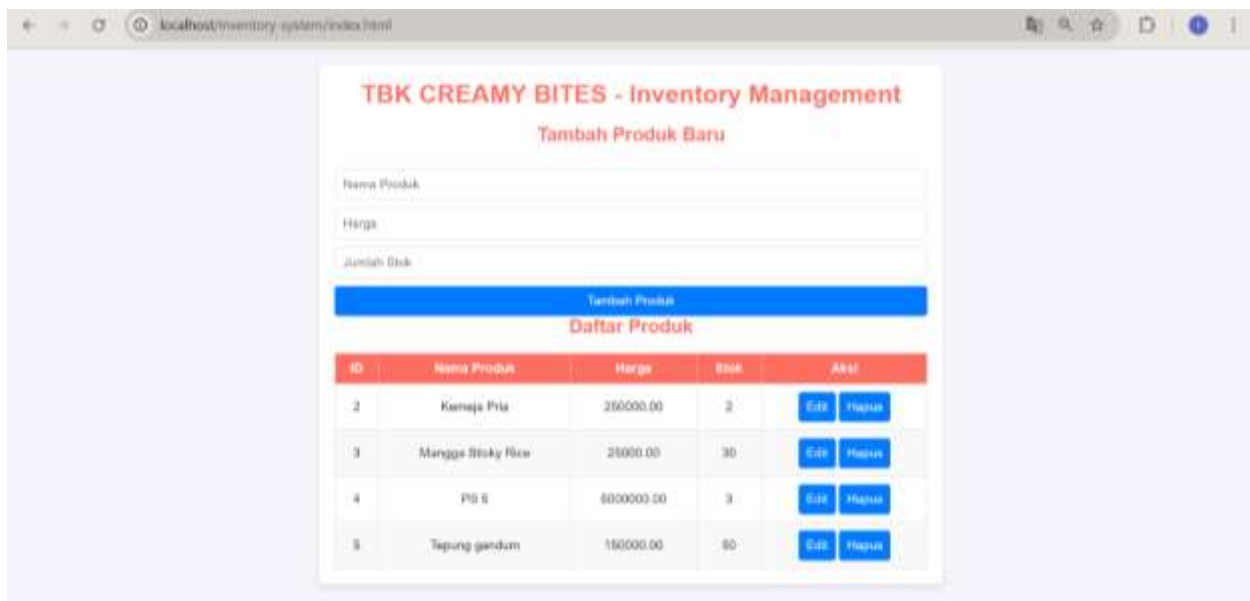 localhost/inventory-system/index.html
TBK CREAMY BITES - Inventory Management
Tambah Produk Baru
Nama Produk
Harga
Jumlah Stok
Tambah Produk
Daftar Produk
ID Nama Produk Harga Stok Aksi
2 Kemeja Pria 250000.00 2 Edit Hapus
3 Mangga Sticky Rice 25000.00 30 Edit Hapus
4 PS 5 6000000.00 3 Edit Hapus
5 Tepung gandum 150000.00 50 Edit Hapus